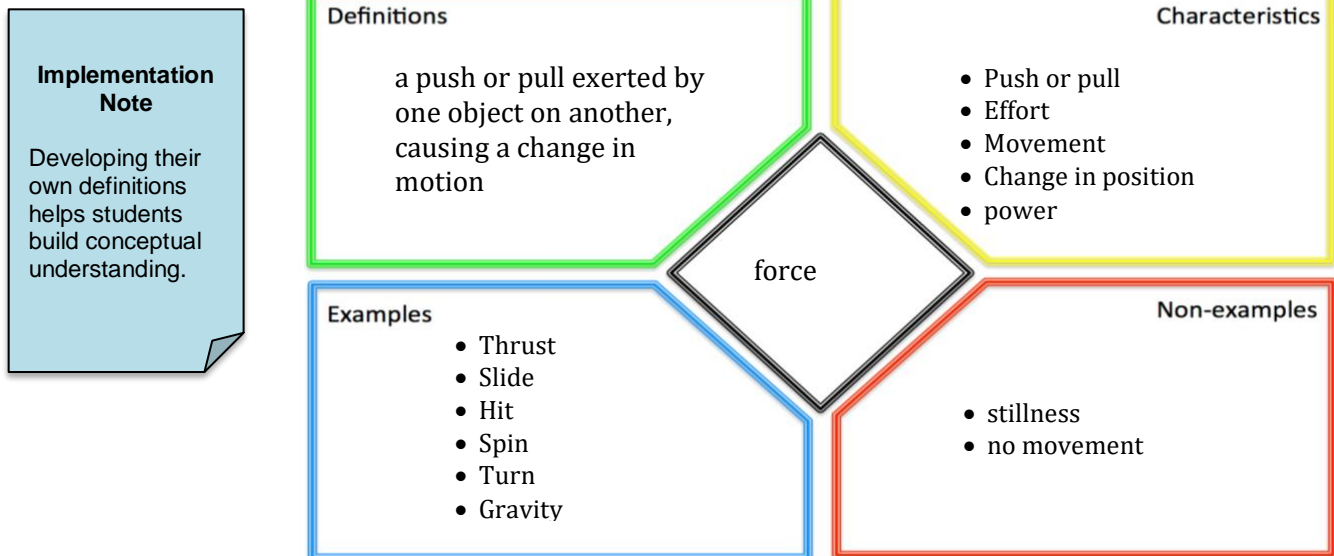 Implementation
Note
Developing their
own definitions
helps students
build conceptual
understanding.
Definitions
a push or pull exerted by
one object on another,
causing a change in
motion
Characteristics
• Push or pull
• Effort
• Movement
• Change in position
• power
force
Examples
• Thrust
• Slide
• Hit
• Spin
• Turn
• Gravity
Non-examples
• stillness
• no movement